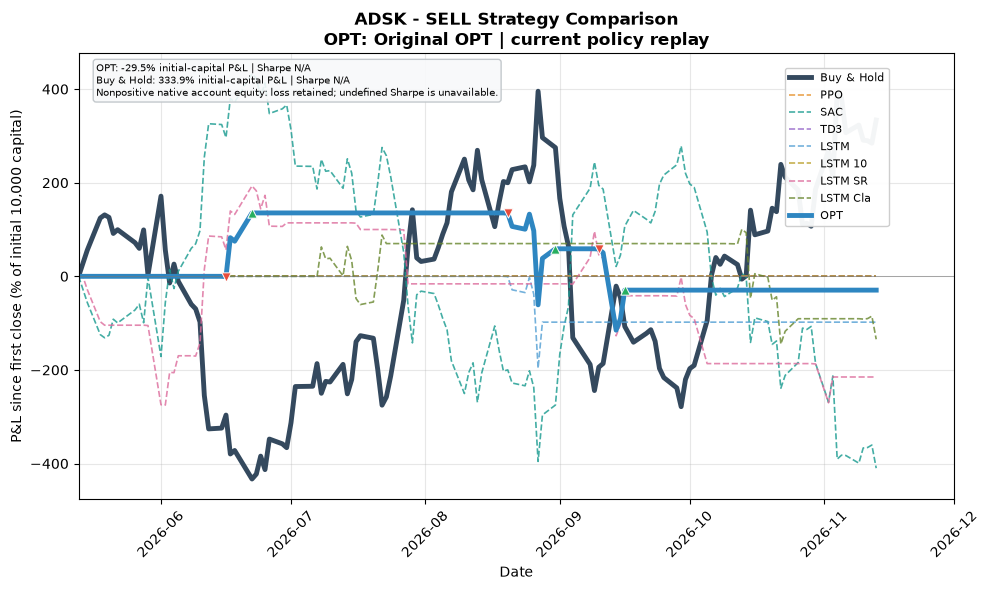 ADSK - SELL Strategy Comparison
OPT: Original OPT | current policy replay
OPT: -29.5% initial-capital P&L | Sharpe N/A
Buy & Hold: 333.9% initial-capital P&L | Sharpe N/A
Nonpositive native account equity: loss retained; undefined Sharpe is unavailable.
Buy & Hold
PPO
SAC
TD3
LSTM
LSTM 10
LSTM SR
LSTM Cla
OPT
P&L since first close (% of initial 10,000 capital)
400
200
0
−200
−400
2026-06
2026-07
2026-08
2026-09
2026-10
2026-11
2026-12
Date